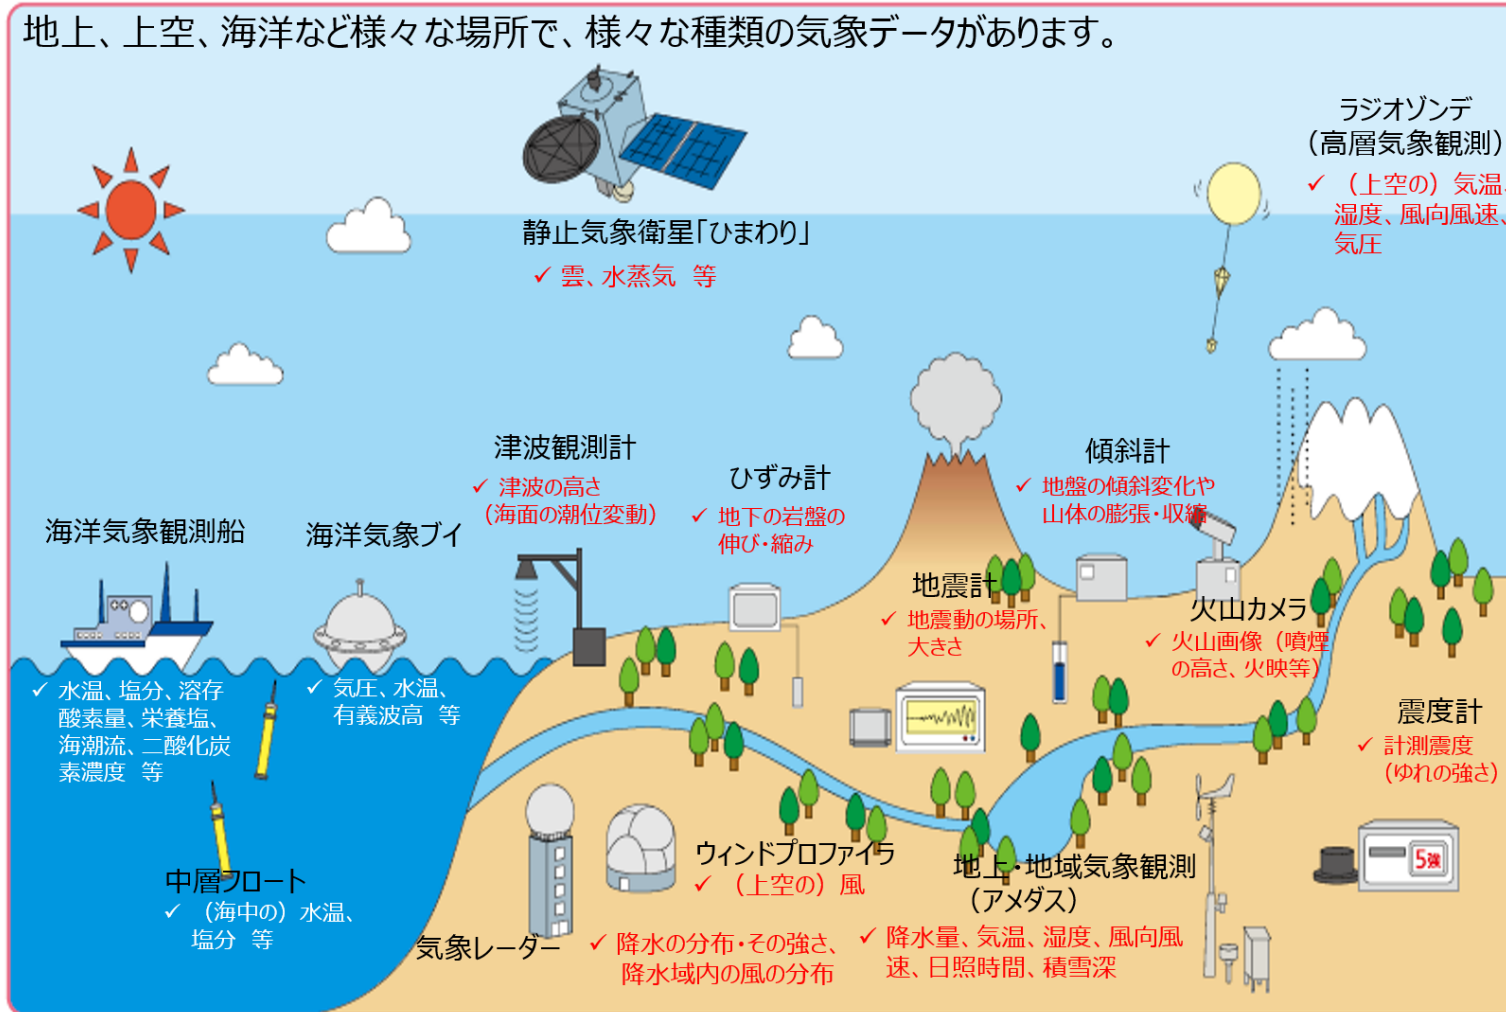 地上、上空、海洋など様々な場所で、様々な種類の気象データがあります。
ラジオゾンデ
（高層気象観測）
✓ （上空の）気温、
湿度、風向風速、
気圧
静止気象衛星「ひまわり」
✓ 雲、水蒸気　等
津波観測計
✓ 津波の高さ
（海面の潮位変動）
ひずみ計
✓ 地下の岩盤の
伸び・縮み
傾斜計
✓ 地盤の傾斜変化や
山体の膨張・収縮
海洋気象観測船
✓ 水温、塩分、溶存
酸素量、栄養塩、
海潮流、二酸化炭
素濃度　等
海洋気象ブイ
✓ 気圧、水温、
有義波高　等
地震計
✓ 地震動の場所、
大きさ
火山カメラ
✓ 火山画像（噴煙
の高さ、火映等）
震度計
✓ 計測震度
（ゆれの強さ）
5強
中層フロート
✓ （海中の）水温、
塩分　等
ウィンドプロファイラ
✓ （上空の）風
気象レーダー
✓ 降水の分布・その強さ、
降水域内の風の分布
地上・地域気象観測
（アメダス）
✓ 降水量、気温、湿度、風向風
速、日照時間、積雪深